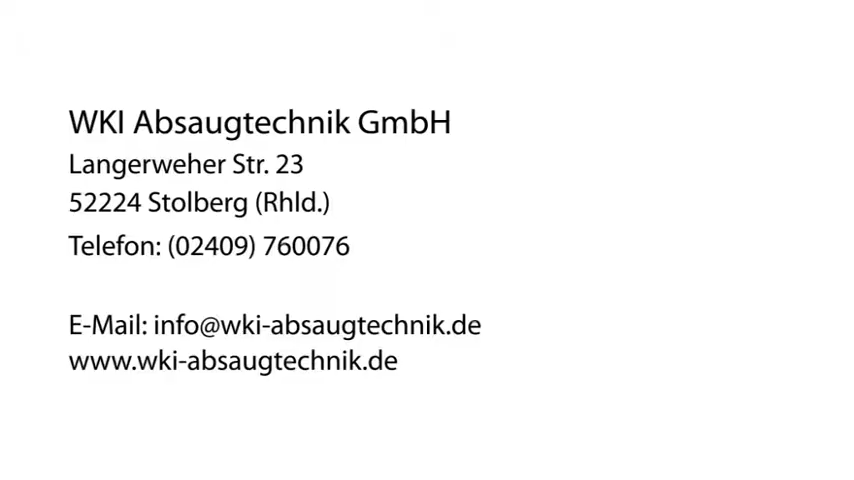 WKI Absaugtechnik GmbH
Langerweher Str. 23
52224 Stolberg (Rhld.)
Telefon: (02409) 760076
E-Mail: info@wki-absaugtechnik.de
www.wki-absaugtechnik.de